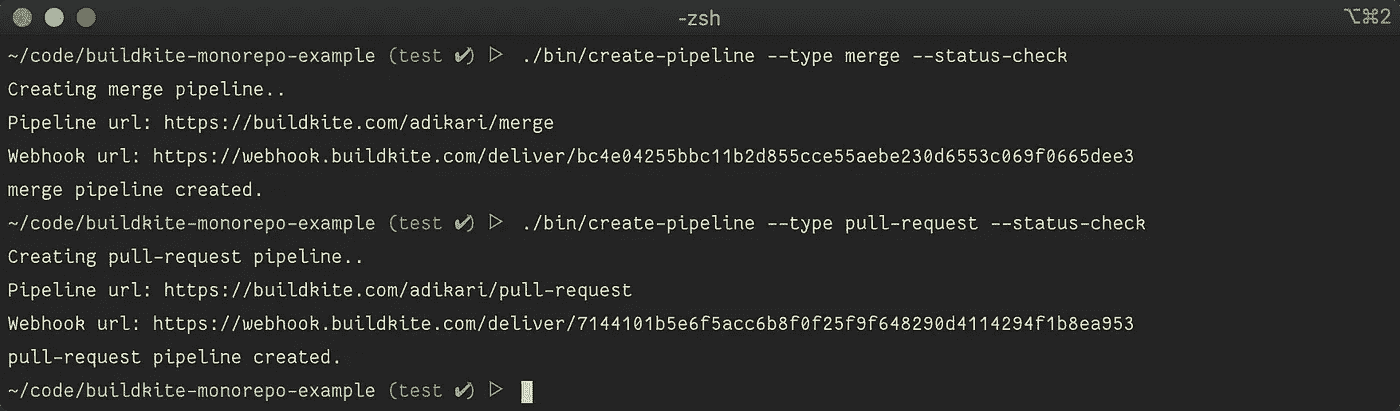 -zsh
⌥⌘2
~/code/buildkite-monorepo-example (test ✔) ▷ ./bin/create-pipeline --type merge --status-check
Creating merge pipeline..
Pipeline url: https://buildkite.com/adikari/merge
Webhook url: https://webhook.buildkite.com/deliver/bc4e04255bbc11b2d855cce55aebe230d6553c069f0665dee3
merge pipeline created.
~/code/buildkite-monorepo-example (test ✔) ▷ ./bin/create-pipeline --type pull-request --status-check
Creating pull-request pipeline..
Pipeline url: https://buildkite.com/adikari/pull-request
Webhook url: https://webhook.buildkite.com/deliver/7144101b5e6f5acc6b8f0f25f9f648290d4114294f1b8ea953
pull-request pipeline created.
~/code/buildkite-monorepo-example (test ✔) ▷